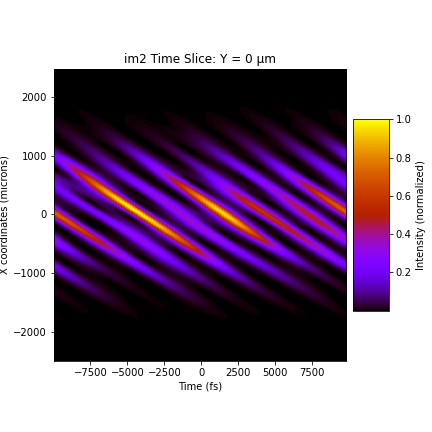 im2 Time Slice: Y = 0 μm
2000
1000
0
−1000
−2000
X coordinates (microns)
−7500 −5000 −2500 0 2500 5000 7500
Time (fs)
1.0
0.8
0.6
0.4
0.2
Intensity (normalized)